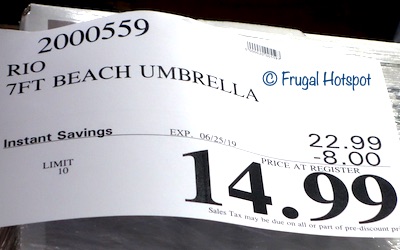 2000559
RIO
7FT BEACH UMBRELLA
© Frugal Hotspot
Instant Savings EXP. 06/25/19 22.99
-8.00
LIMIT
10
PRICE AT REGISTER
14.99
Sales Tax may be due on all or part of pre-discount